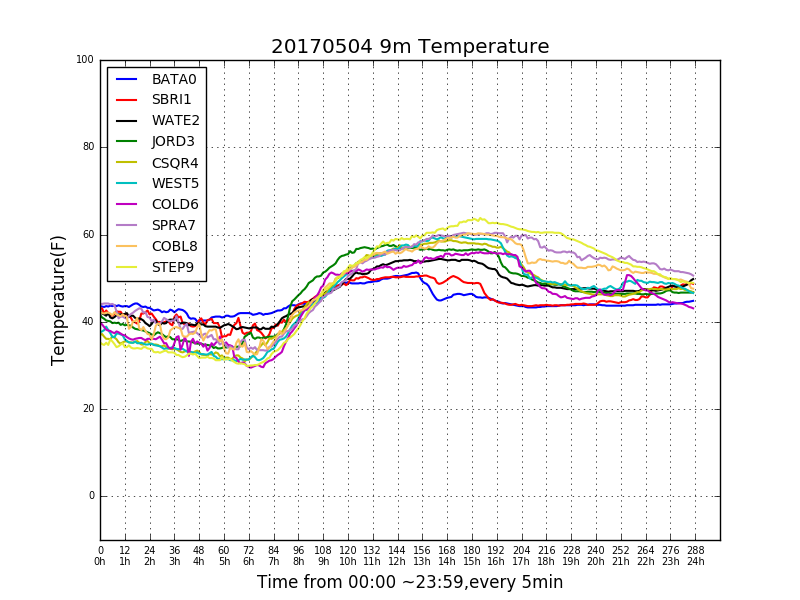 20170504 9m Temperature
100
80
60
40
20
0
Temperature(F)
BATA0
SBRI1
WATE2
JORD3
CSQR4
WEST5
COLD6
SPRA7
COBL8
STEP9
0 12 24 36 48 60 72 84 96 108 120 132 144 156 168 180 192 204 216 228 240 252 264 276 288
0h 1h 2h 3h 4h 5h 6h 7h 8h 9h 10h 11h 12h 13h 14h 15h 16h 17h 18h 19h 20h 21h 22h 23h 24h
Time from 00:00 ~23:59,every 5min